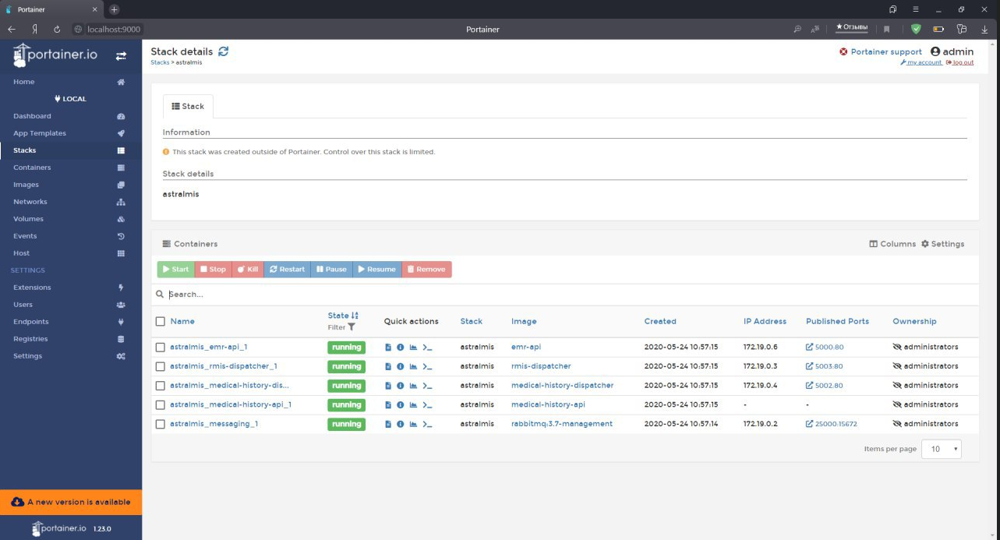 Portainer
localhost:9000 Portainer Отзывы
portainer.io
Home
LOCAL
Dashboard
App Templates
Stacks
Containers
Images
Networks
Volumes
Events
Host
SETTINGS
Extensions
Users
Endpoints
Registries
Settings
A new version is available
portainer.io 1.23.0
Stack details
Stacks > astralmis
Portainer support admin
my account log out
Stack
Information
This stack was created outside of Portainer. Control over this stack is limited.
Stack details
astralmis
Containers Columns Settings
Start Stop Kill Restart Pause Resume Remove
Search...
Name State Filter Quick actions Stack Image Created IP Address Published Ports Ownership
astralmis_emr-api_1 running astralmis emr-api 2020-05-24 10:57:15 172.19.0.6 5000:80 administrators
astralmis_rmis-dispatcher_1 running astralmis rmis-dispatcher 2020-05-24 10:57:15 172.19.0.3 5003:80 administrators
astralmis_medical-history-dis... running astralmis medical-history-dispatcher 2020-05-24 10:57:15 172.19.0.4 5002:80 administrators
astralmis_medical-history-api_1 running astralmis medical-history-api 2020-05-24 10:57:15 - - administrators
astralmis_messaging_1 running astralmis rabbitmq:3.7-management 2020-05-24 10:57:14 172.19.0.2 25000:15672 administrators
Items per page 10